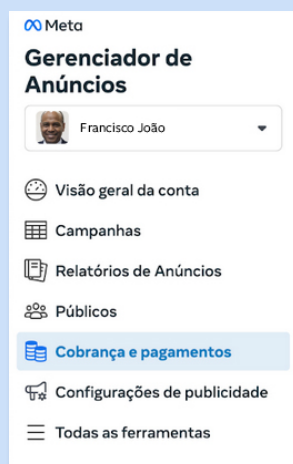 Meta
Gerenciador de
Anúncios
Francisco João
Visão geral da conta
Campanhas
Relatórios de Anúncios
Públicos
Cobrança e pagamentos
Configurações de publicidade
Todas as ferramentas